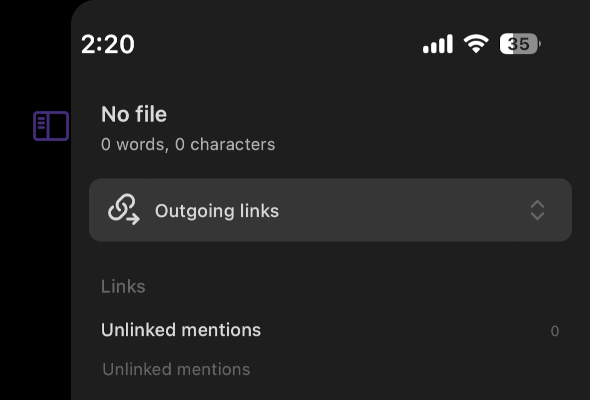 2:20
35
No file
0 words, 0 characters
Outgoing links
Links
Unlinked mentions
0
Unlinked mentions